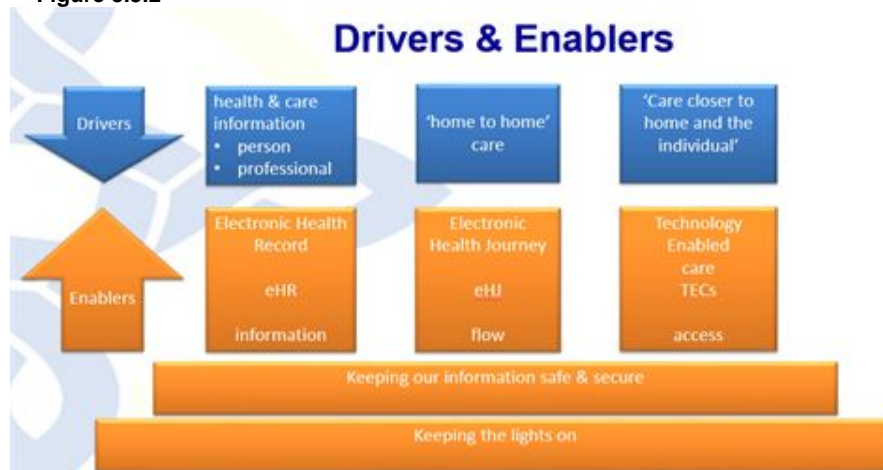 Drivers & Enablers
Drivers
health & care
information
• person
• professional
'home to home'
care
'Care closer to
home and the
individual'
Enablers
Electronic Health
Record
eHR
information
Electronic
Health Journey
eHJ
flow
Technology
Enabled
care
TECs
access
Keeping our information safe & secure
Keeping the lights on